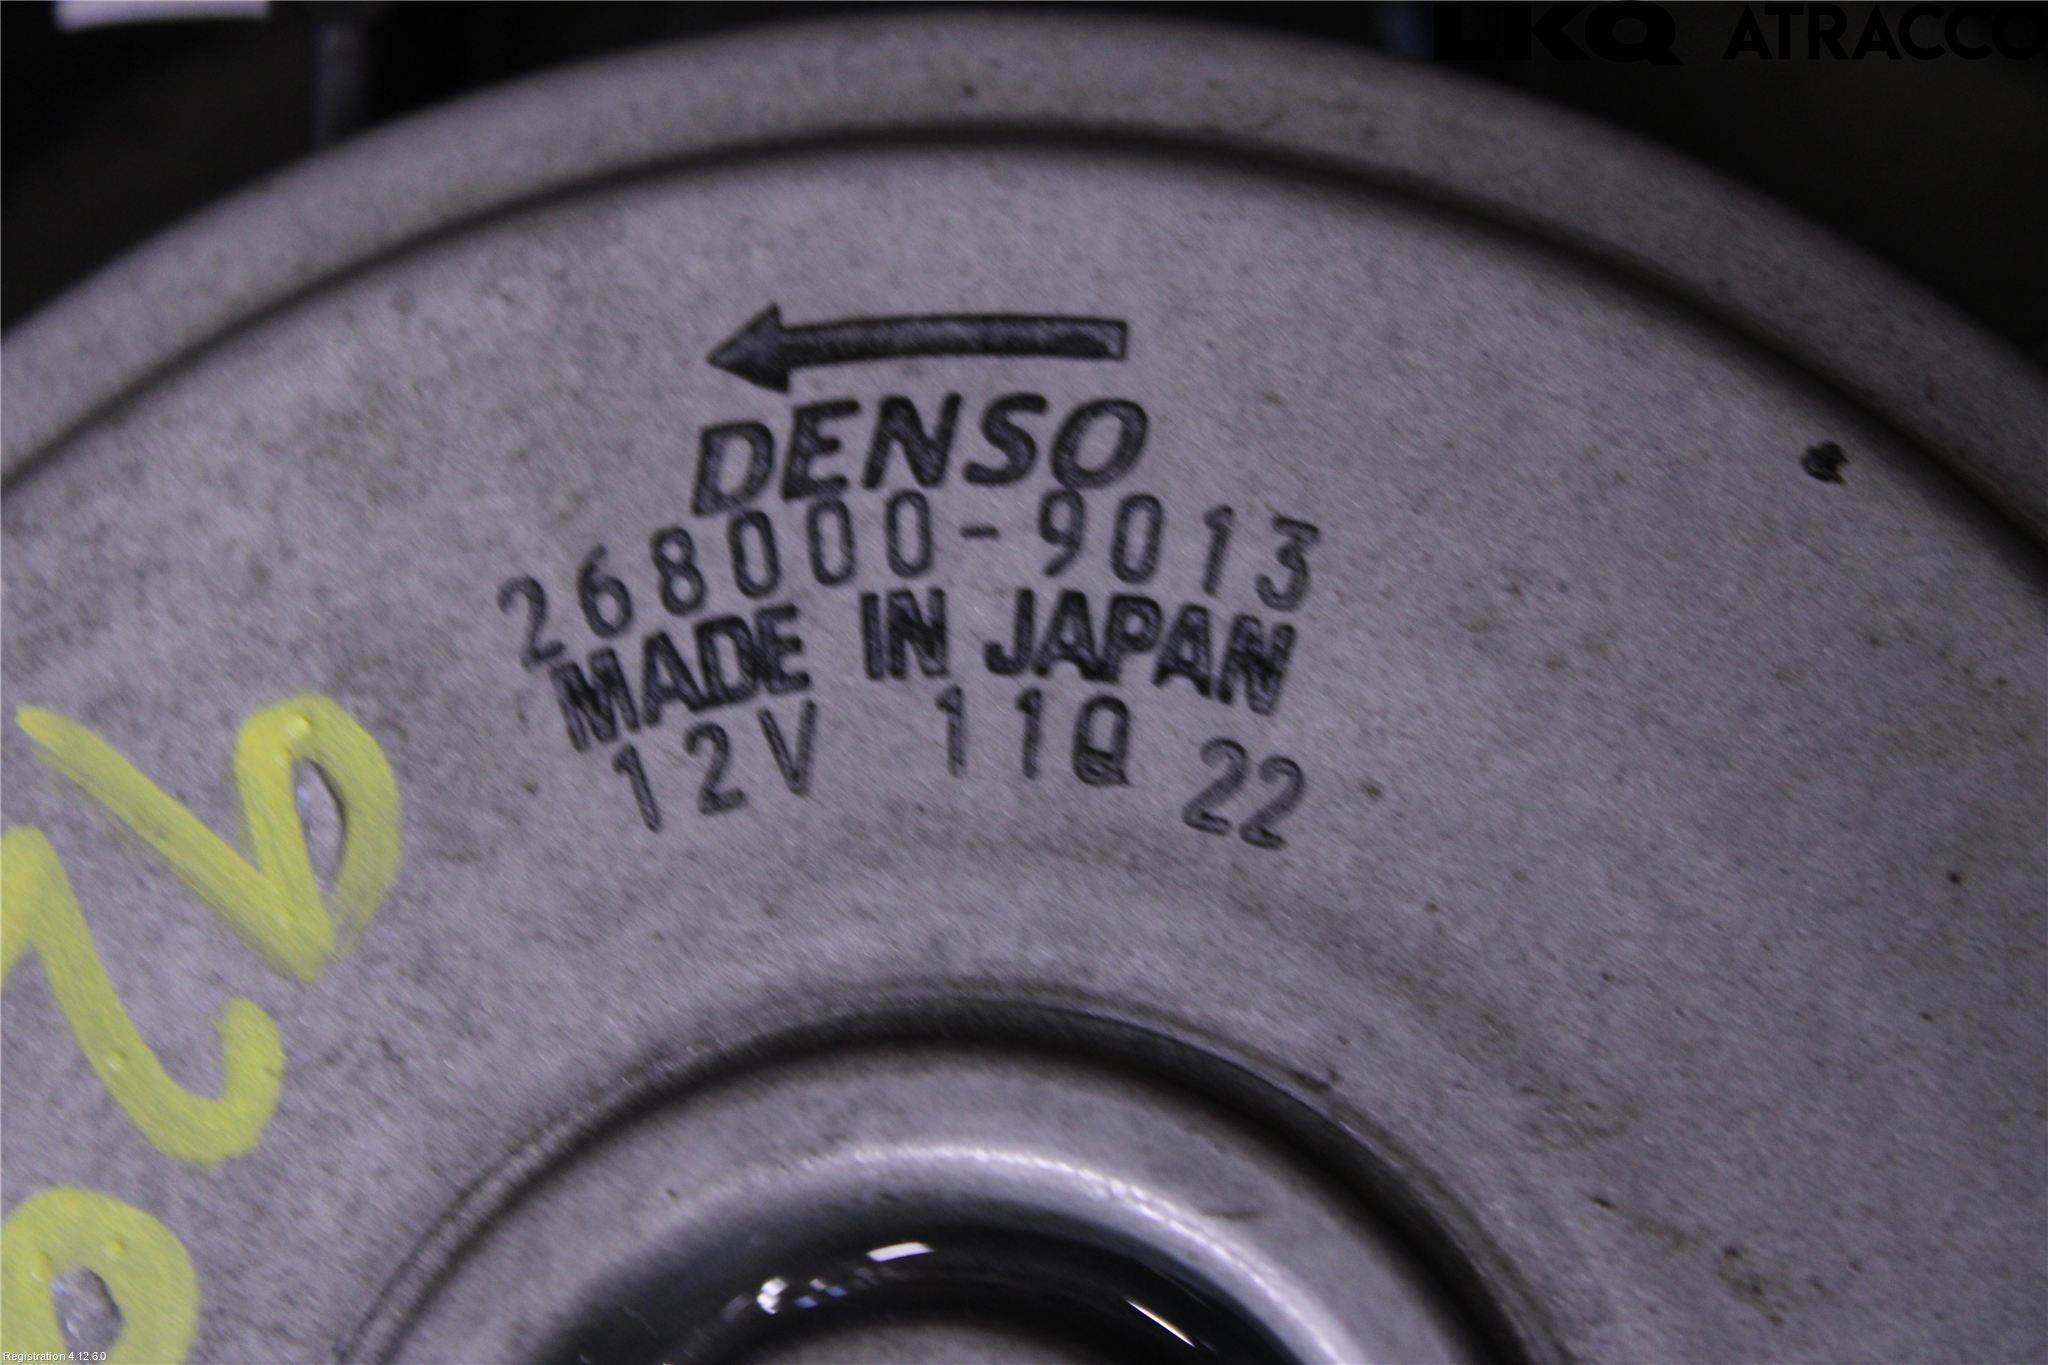 LKQ ATRACCO
DENSO
268000-9013
MADE IN JAPAN
12V 11Q 22
Registration 4.12.6.0